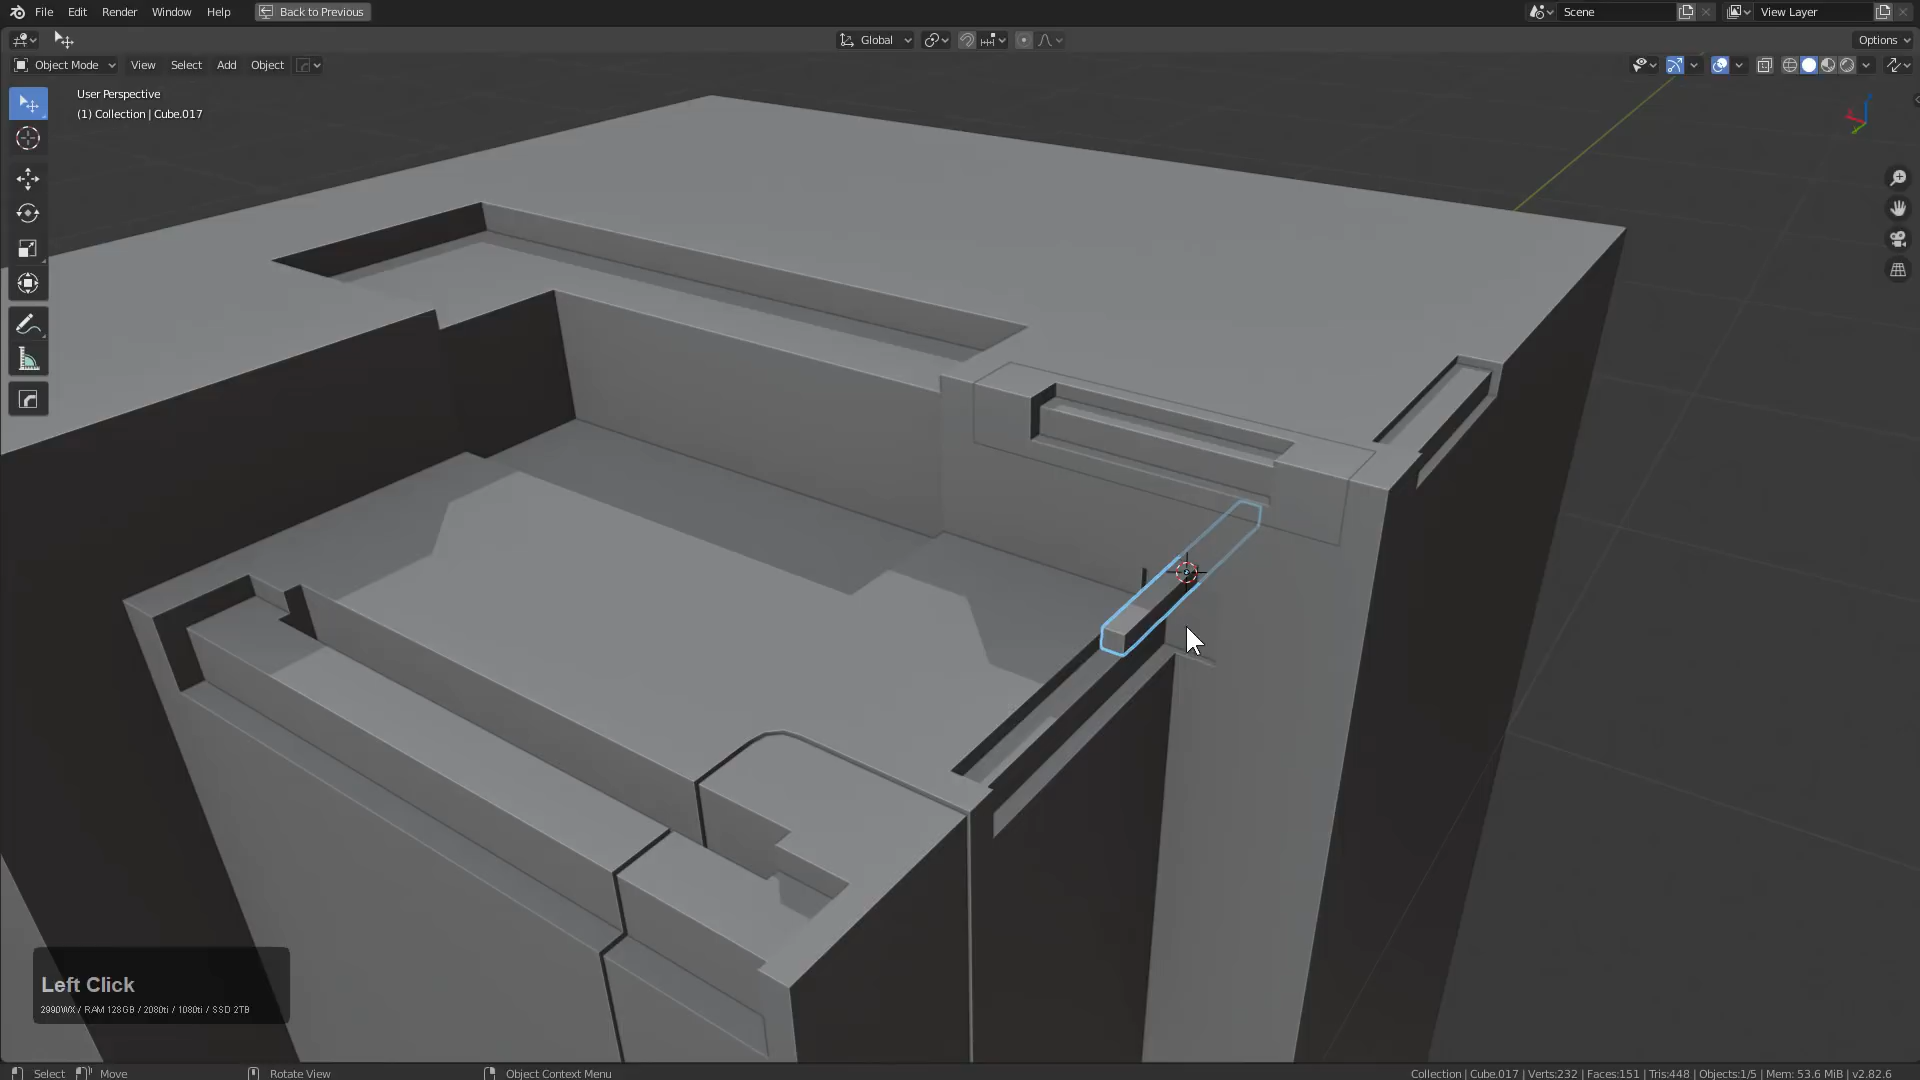 File Edit Render Window Help Back to Previous Scene View Layer
Global Options
Object Mode View Select Add Object
User Perspective
(1) Collection | Cube.017
Left Click
2990WX / RAM 128GB / 2080ti / 1080ti / SSD 2TB
Select Move Rotate View Object Context Menu Collection | Cube.017 | Verts:232 | Faces:151 | Tris:448 | Objects:1/5 | Mem: 53.6 MiB | v2.82.6